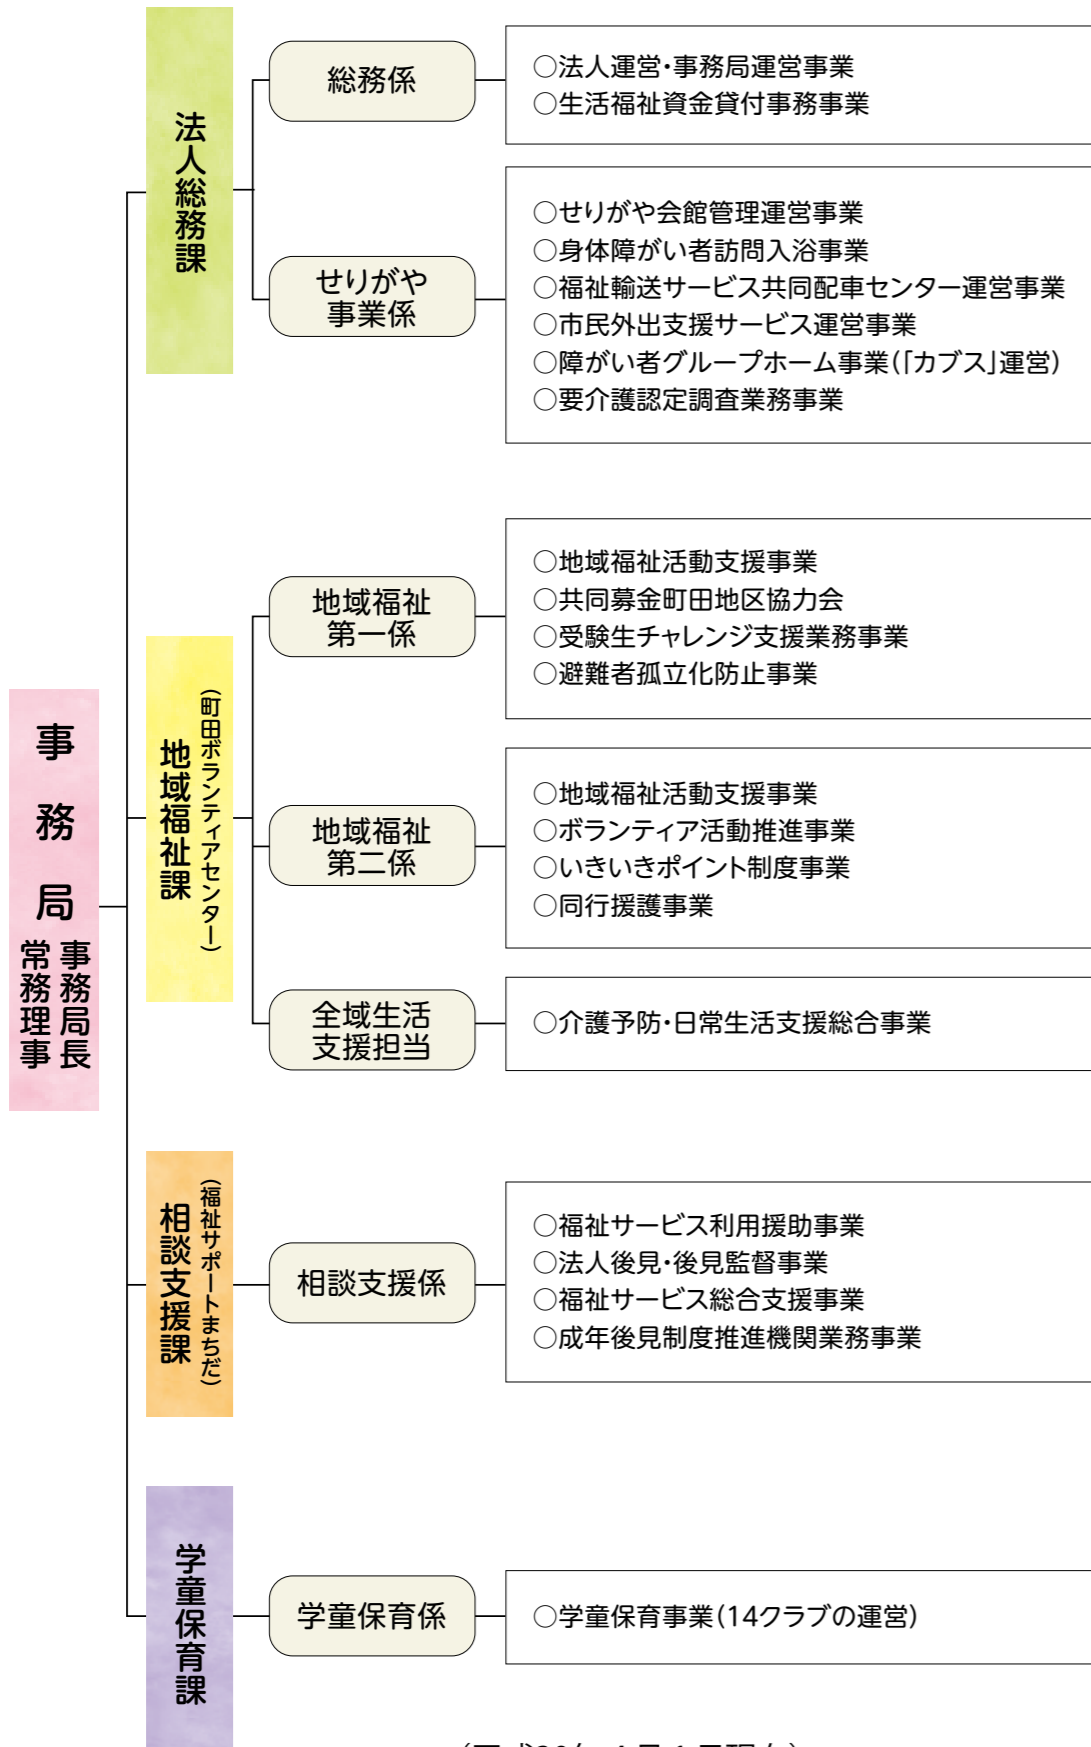 事務局
事務局長
常務理事
法人総務課
総務係
○法人運営・事務局運営事業
○生活福祉資金貸付事務事業
せりがや
事業係
○せりがや会館管理運営事業
○身体障がい者訪問入浴事業
○福祉輸送サービス共同配車センター運営事業
○市民外出支援サービス運営事業
○障がい者グループホーム事業(「カブス」運営)
○要介護認定調査業務事業
(町田ボランティアセンター)
地域福祉課
地域福祉
第一係
○地域福祉活動支援事業
○共同募金町田地区協力会
○受験生チャレンジ支援業務事業
○避難者孤立化防止事業
地域福祉
第二係
○地域福祉活動支援事業
○ボランティア活動推進事業
○いきいきポイント制度事業
○同行援護事業
全域生活
支援担当
○介護予防・日常生活支援総合事業
(福祉サポートまちだ)
相談支援課
相談支援係
○福祉サービス利用援助事業
○法人後見・後見監督事業
○福祉サービス総合支援事業
○成年後見制度推進機関業務事業
学童保育課
学童保育係
○学童保育事業(14クラブの運営)